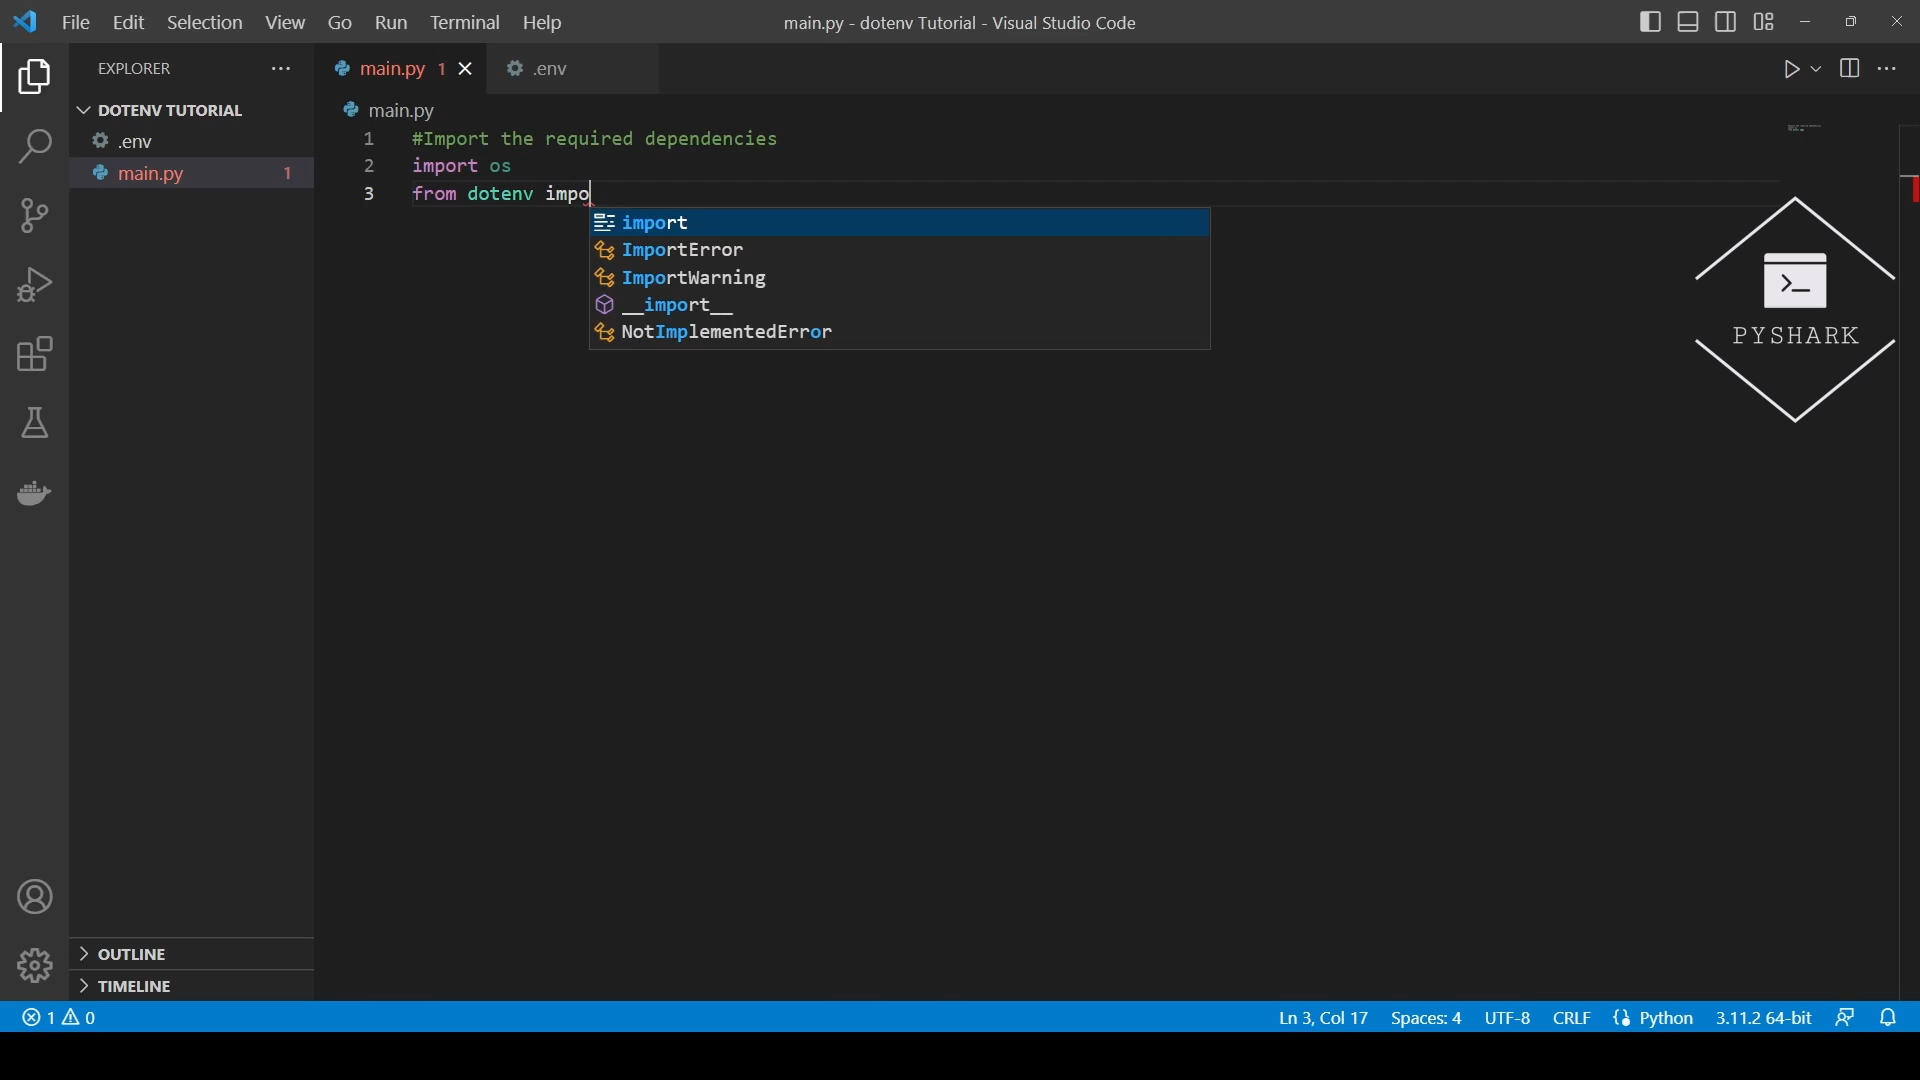 File Edit Selection View Go Run Terminal Help
main.py - dotenv Tutorial - Visual Studio Code
EXPLORER
main.py 1
.env
DOTENV TUTORIAL
.env
main.py 1
main.py
1 #Import the required dependencies
2 import os
3 from dotenv impo
import
ImportError
ImportWarning
__import__
NotImplementedError
PYSHARK
OUTLINE
TIMELINE
1 0
Ln 3, Col 17 Spaces: 4 UTF-8 CRLF Python 3.11.2 64-bit